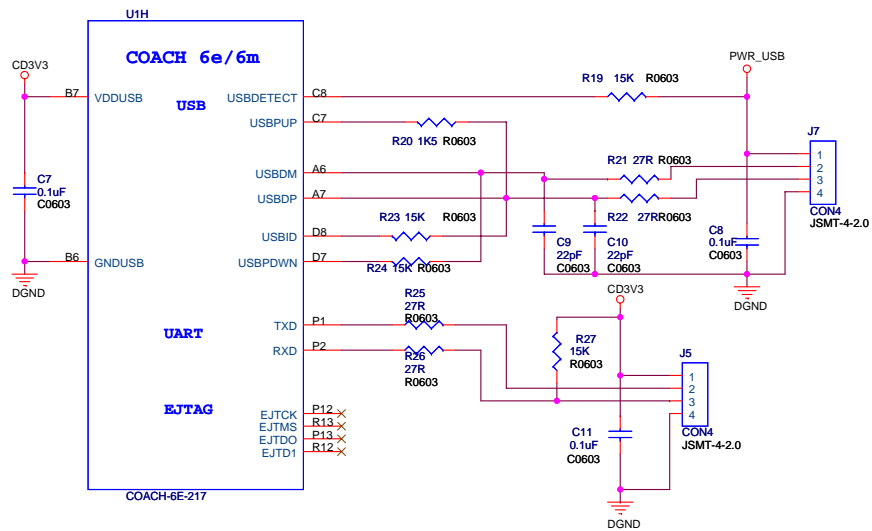 U1H
COACH 6e/6m
CD3V3
B7
VDDUSB
USB
USBDETECT
C8
R19 15K R0603
PWR_USB
USBPUP
C7
R20 1K5 R0603
J7
1
2
3
4
CON4
JSMT-4-2.0
USBDM
A6
R21 27R R0603
USBDP
A7
R22 27R R0603
C7
0.1uF
C0603
R23 15K R0603
USBID
D8
C9
22pF
C0603
C10
22pF
C0603
C8
0.1uF
C0603
B6
GNDUSB
USBPDWN
D7
R24 15K R0603
DGND
DGND
R25
27R
R0603
CD3V3
UART
TXD
P1
RXD
P2
R26
27R
R0603
R27
15K
R0603
J5
1
2
3
4
CON4
JSMT-4-2.0
EJTAG
EJTCK
P12
EJTMS
R13
EJTDO
P13
EJTD1
R12
C11
0.1uF
C0603
DGND
COACH-6E-217